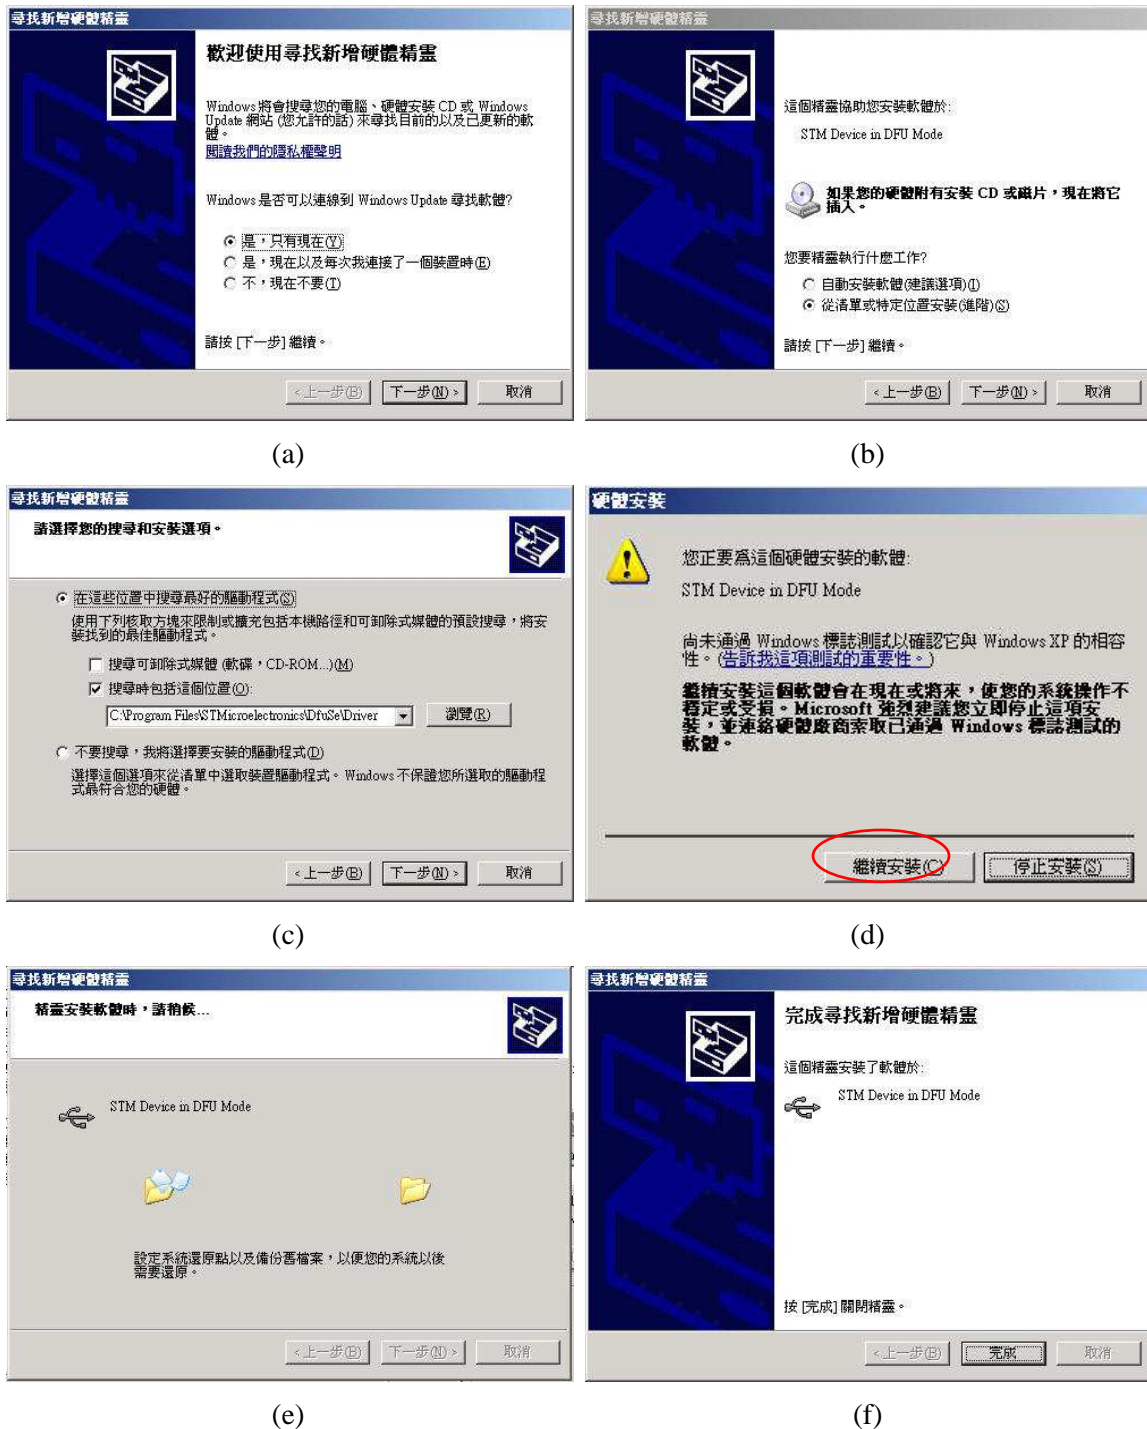 尋找新增硬體精靈
歡迎使用尋找新增硬體精靈
Windows 將會搜尋您的電腦、硬體安裝 CD 或 Windows
Update 網站 (您允許的話) 來尋找目前的以及已更新的軟
體。
閱讀我們的隱私權聲明
Windows 是否可以連線到 Windows Update 尋找軟體?
是，只有現在(Y)
是，現在以及每次我連接了一個裝置時(E)
不，現在不要(T)
請按 [下一步] 繼續。
<上一步(B)
下一步(N)>
取消
(a)
尋找新增硬體精靈
這個精靈協助您安裝軟體於:
STM Device in DFU Mode
如果您的硬體附有安裝 CD 或磁片，現在將它
插入。
您要精靈執行什麼工作?
自動安裝軟體(建議選項)(I)
從清單或特定位置安裝(進階)(S)
請按 [下一步] 繼續。
<上一步(B)
下一步(N)>
取消
(b)
尋找新增硬體精靈
請選擇您的搜尋和安裝選項。
在這些位置中搜尋最好的驅動程式(S)
使用下列核取方塊來限制或擴充包括本機路徑和可卸除式媒體的預設搜尋，將安
裝找到的最佳驅動程式。
搜尋可卸除式媒體 (軟碟，CD-ROM...)(M)
搜尋時包括這個位置(O):
C:\Program Files\STMicroelectronics\DfuSe\Driver
瀏覽(R)
不要搜尋，我將選擇要安裝的驅動程式(D)
選擇這個選項來從清單中選取裝置驅動程式。Windows 不保證您所選取的驅動程
式最符合您的硬體。
<上一步(B)
下一步(N)>
取消
(c)
硬體安裝
您正要為這個硬體安裝的軟體:
STM Device in DFU Mode
尚未通過 Windows 標誌測試以確認它與 Windows XP 的相容
性。(告訴我這項測試的重要性。)
繼續安裝這個軟體會在現在或將來，使您的系統操作不
穩定或受損。Microsoft 強烈建議您立即停止這項安
裝，並連絡硬體廠商索取已通過 Windows 標誌測試的
軟體。
繼續安裝(C)
停止安裝(S)
(d)
尋找新增硬體精靈
精靈安裝軟體時，請稍候...
STM Device in DFU Mode
設定系統還原點以及備份舊檔案，以便您的系統以後
需要還原。
<上一步(B)
下一步(N)>
取消
(e)
尋找新增硬體精靈
完成尋找新增硬體精靈
這個精靈安裝了軟體於:
STM Device in DFU Mode
按 [完成] 關閉精靈。
<上一步(B)
完成
取消
(f)